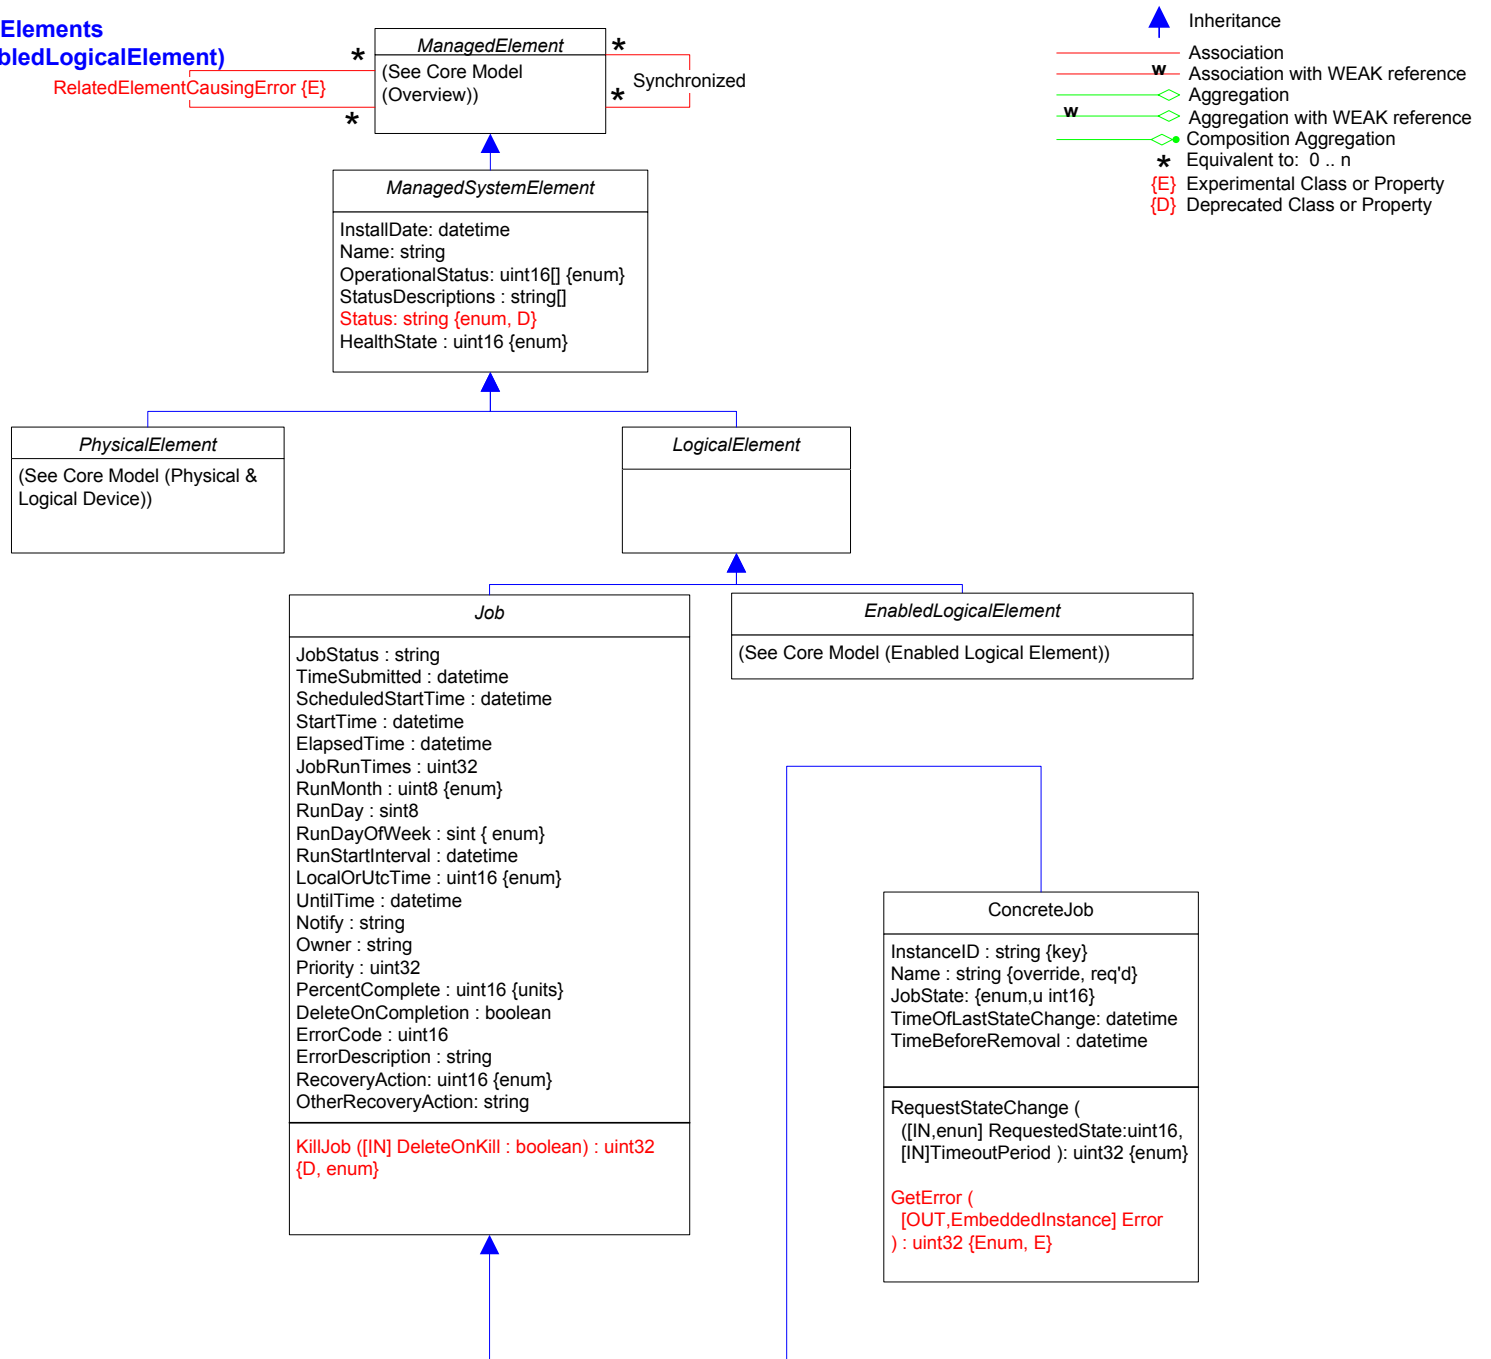 Elements
bledLogicalElement)
RelatedElementCausingError {E}
*
*
ManagedElement
(See Core Model
(Overview))
*
*
Synchronized
Inheritance
Association
w Association with WEAK reference
Aggregation
w Aggregation with WEAK reference
Composition Aggregation
* Equivalent to: 0 .. n
{E} Experimental Class or Property
{D} Deprecated Class or Property
ManagedSystemElement
InstallDate: datetime
Name: string
OperationalStatus: uint16[] {enum}
StatusDescriptions : string[]
Status: string {enum, D}
HealthState : uint16 {enum}
PhysicalElement
(See Core Model (Physical &
Logical Device))
LogicalElement
Job
JobStatus : string
TimeSubmitted : datetime
ScheduledStartTime : datetime
StartTime : datetime
ElapsedTime : datetime
JobRunTimes : uint32
RunMonth : uint8 {enum}
RunDay : sint8
RunDayOfWeek : sint { enum}
RunStartInterval : datetime
LocalOrUtcTime : uint16 {enum}
UntilTime : datetime
Notify : string
Owner : string
Priority : uint32
PercentComplete : uint16 {units}
DeleteOnCompletion : boolean
ErrorCode : uint16
ErrorDescription : string
RecoveryAction: uint16 {enum}
OtherRecoveryAction: string
KillJob ([IN] DeleteOnKill : boolean) : uint32
{D, enum}
EnabledLogicalElement
(See Core Model (Enabled Logical Element))
ConcreteJob
InstanceID : string {key}
Name : string {override, req'd}
JobState: {enum,u int16}
TimeOfLastStateChange: datetime
TimeBeforeRemoval : datetime
RequestStateChange (
([IN,enun] RequestedState:uint16,
[IN]TimeoutPeriod ): uint32 {enum}
GetError (
[OUT,EmbeddedInstance] Error
) : uint32 {Enum, E}